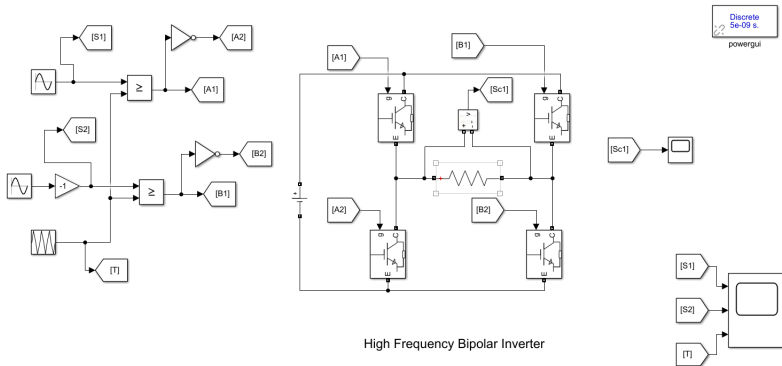 [S1]
[A2]
[A1]
≥
[S2]
-1
[B2]
≥
[B1]
[T]
[A1]
[B1]
[Sc1]
g
C
E
g
C
E
+
-
v
+
+
[A2]
[B2]
g
C
E
g
C
E
High Frequency Bipolar Inverter
Discrete
5e-09 s.
powergui
[Sc1]
[S1]
[S2]
[T]